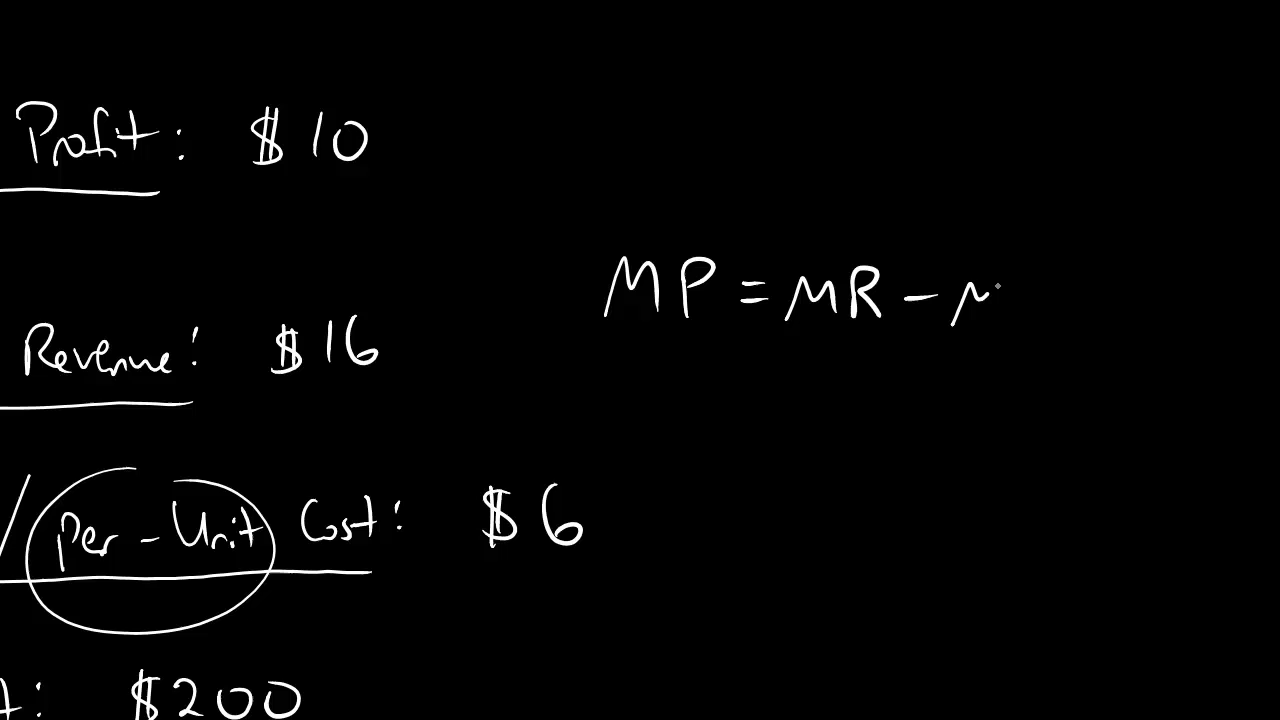 Profit: $10
MP = MR - M
Revenue: $16
/ Per-Unit Cost: $6
t: $200